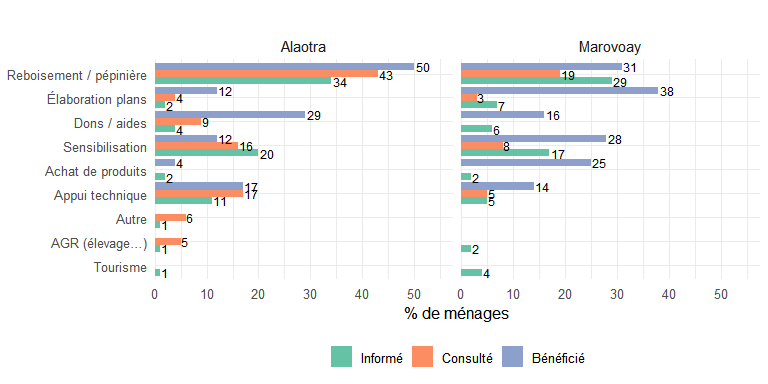 Alaotra Marovoay
Reboisement / pépinière 50 43 34 31 19 29
Élaboration plans 12 4 2 38 3 7
Dons / aides 29 9 4 16 6
Sensibilisation 12 16 20 28 8 17
Achat de produits 4 2 25 2
Appui technique 17 17 11 14 5 5
Autre 6 1
AGR (élevage…) 5 1 2
Tourisme 1 4
0 10 20 30 40 50 0 10 20 30 40 50
% de ménages
Informé Consulté Bénéficié